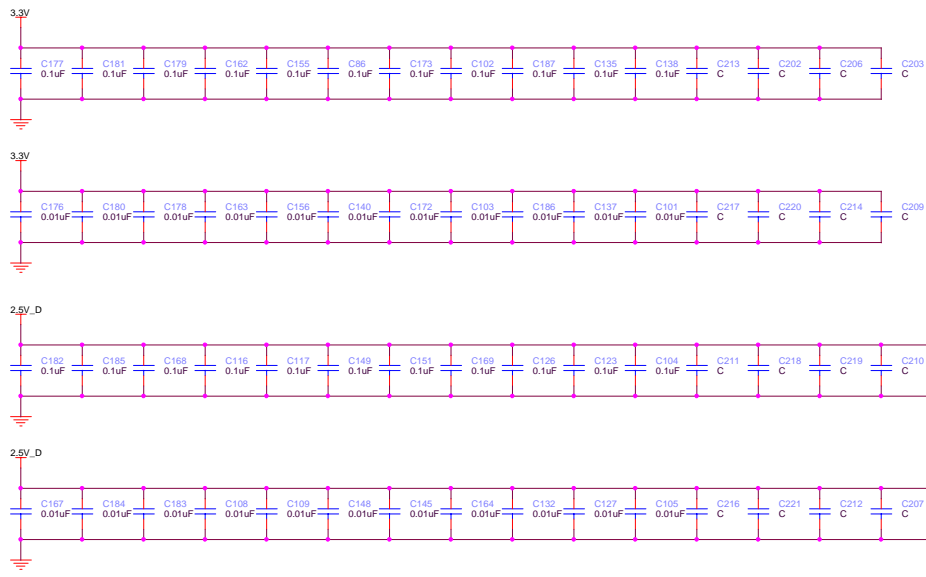 3.3V
C177 C181 C179 C162 C155 C86 C173 C102 C187 C135 C138 C213 C202 C206 C203
0.1uF 0.1uF 0.1uF 0.1uF 0.1uF 0.1uF 0.1uF 0.1uF 0.1uF 0.1uF 0.1uF C C C C
3.3V
C176 C180 C178 C163 C156 C140 C172 C103 C186 C137 C101 C217 C220 C214 C209
0.01uF 0.01uF 0.01uF 0.01uF 0.01uF 0.01uF 0.01uF 0.01uF 0.01uF 0.01uF 0.01uF C C C C
2.5V_D
C182 C185 C168 C116 C117 C149 C151 C169 C126 C123 C104 C211 C218 C219 C210
0.1uF 0.1uF 0.1uF 0.1uF 0.1uF 0.1uF 0.1uF 0.1uF 0.1uF 0.1uF 0.1uF C C C C
2.5V_D
C167 C184 C183 C108 C109 C148 C145 C164 C132 C127 C105 C216 C221 C212 C207
0.01uF 0.01uF 0.01uF 0.01uF 0.01uF 0.01uF 0.01uF 0.01uF 0.01uF 0.01uF 0.01uF C C C C